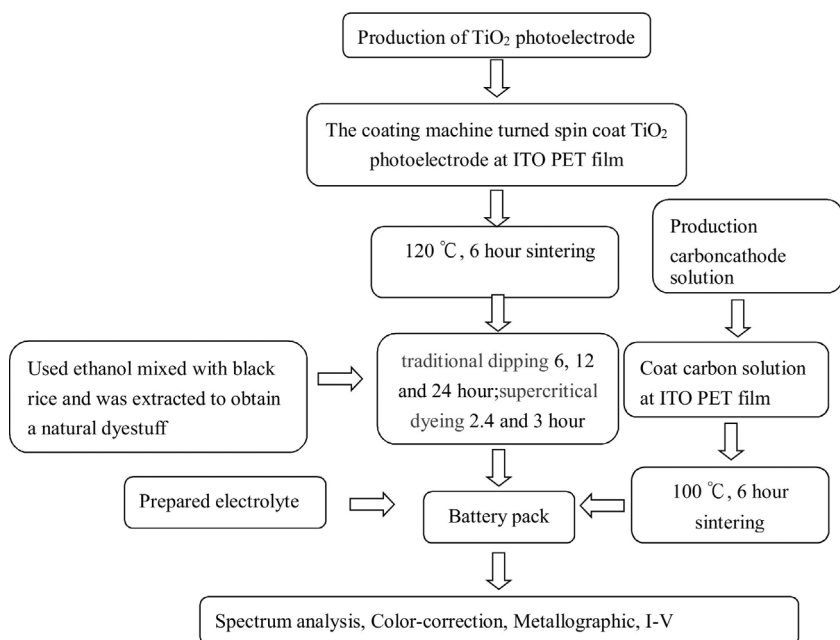 Production of TiO₂ photoelectrode
The coating machine turned spin coat TiO₂
photoelectrode at ITO PET film
120 ℃, 6 hour sintering
Production
carboncathode
solution
Used ethanol mixed with black
rice and was extracted to obtain
a natural dyestuff
traditional dipping 6, 12
and 24 hour;supercritical
dyeing 2.4 and 3 hour
Coat carbon solution
at ITO PET film
Prepared electrolyte
Battery pack
100 ℃, 6 hour
sintering
Spectrum analysis, Color-correction, Metallographic, I-V